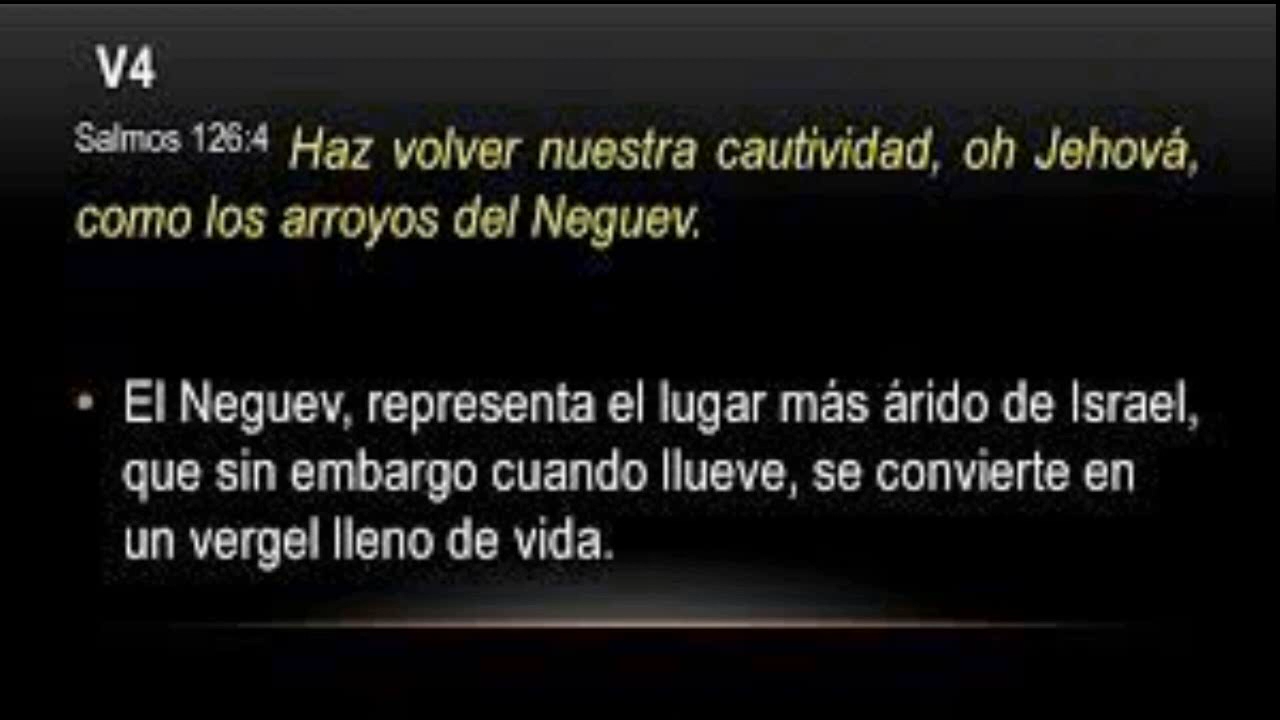 V4
Salmos 126:4 Haz volver nuestra cautividad, oh Jehová,
como los arroyos del Neguev.
• El Neguev, representa el lugar más árido de Israel,
que sin embargo cuando llueve, se convierte en
un vergel lleno de vida.